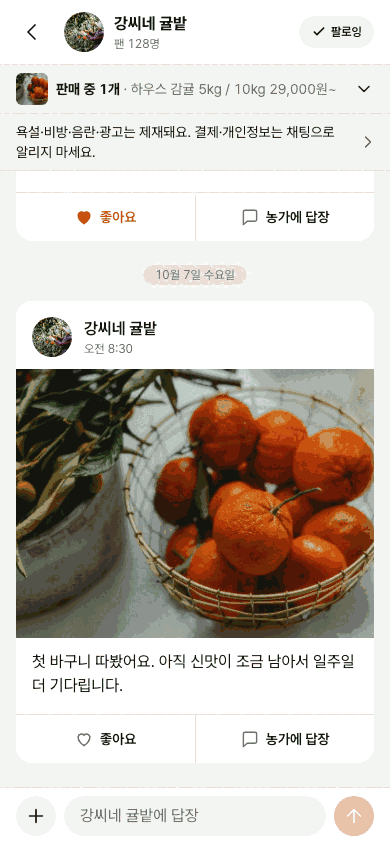 강씨네 귤밭
팬 128명
팔로잉
판매 중 1개 · 하우스 감귤 5kg / 10kg 29,000원~
욕설·비방·음란·광고는 제재돼요. 결제·개인정보는 채팅으로
알리지 마세요.
좋아요
농가에 답장
10월 7일 수요일
강씨네 귤밭
오전 8:30
첫 바구니 따봤어요. 아직 신맛이 조금 남아서 일주일
더 기다립니다.
좋아요
농가에 답장
강씨네 귤밭에 답장